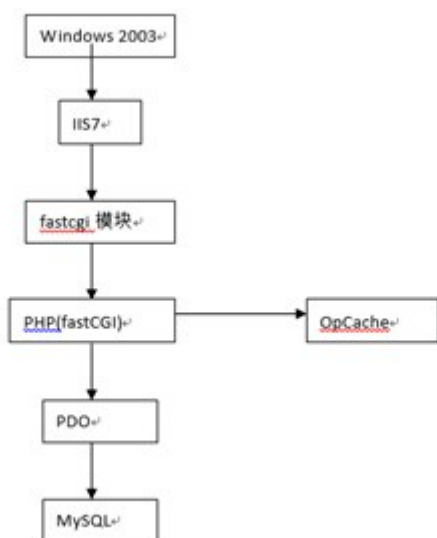 Windows 2003
IIS7
fastcgi 模块
PHP(fastCGI)
OpCache
PDO
MySQL